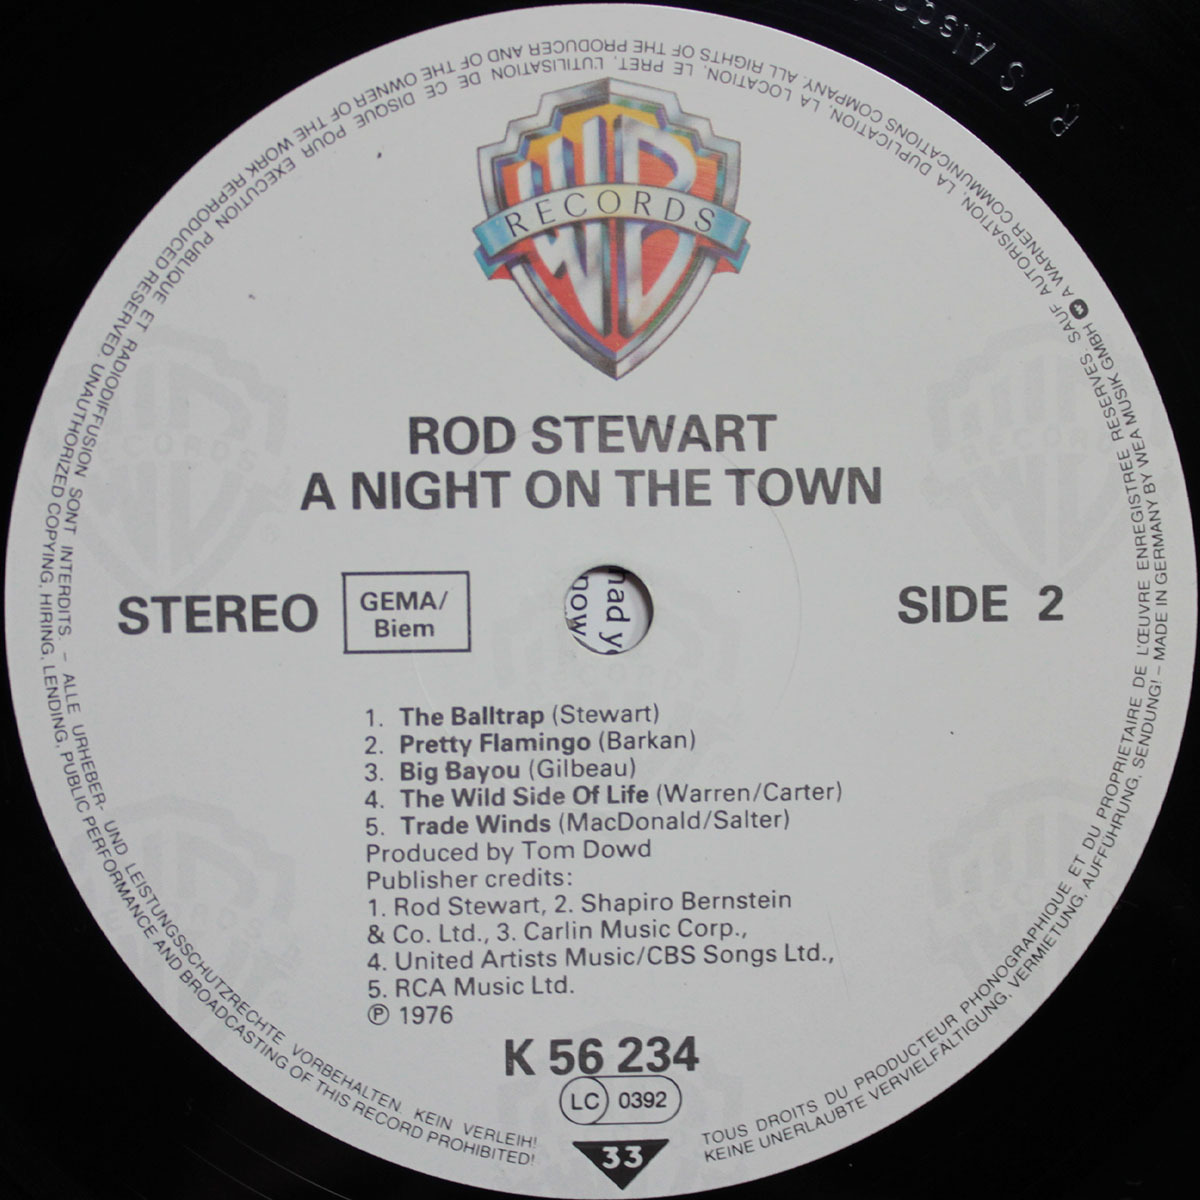 R/S Alsdorf
WB
RECORDS
ROD STEWART
A NIGHT ON THE TOWN
STEREO
GEMA/
Biem
SIDE 2
1. The Balltrap (Stewart)
2. Pretty Flamingo (Barkan)
3. Big Bayou (Gilbeau)
4. The Wild Side Of Life (Warren/Carter)
5. Trade Winds (MacDonald/Salter)
Produced by Tom Dowd
Publisher credits:
1. Rod Stewart, 2. Shapiro Bernstein
& Co. Ltd., 3. Carlin Music Corp.,
4. United Artists Music/CBS Songs Ltd.,
5. RCA Music Ltd.
℗ 1976
K 56 234
LC 0392
33
TOUS DROITS DU PRODUCTEUR PHONOGRAPHIQUE ET DU PROPRIETAIRE DE L'ŒUVRE ENREGISTREE RESERVES. SAUF AUTORISATION, LA DUPLICATION, LA LOCATION, LE PRET, L'UTILISATION DE CE DISQUE POUR EXECUTION PUBLIQUE ET RADIODIFFUSION SONT INTERDITS. – ALLE URHEBER- UND LEISTUNGSSCHUTZRECHTE VORBEHALTEN. KEIN VERLEIH!
KEINE UNERLAUBTE VERVIELFÄLTIGUNG, VERMIETUNG, AUFFÜHRUNG, SENDUNG! – MADE IN GERMANY BY WEA MUSIK GMBH A WARNER COMMUNICATIONS COMPANY. ALL RIGHTS OF THE PRODUCER AND OF THE OWNER OF THE WORK REPRODUCED RESERVED. UNAUTHORIZED COPYING, HIRING, LENDING, PUBLIC PERFORMANCE AND BROADCASTING OF THIS RECORD PROHIBITED!